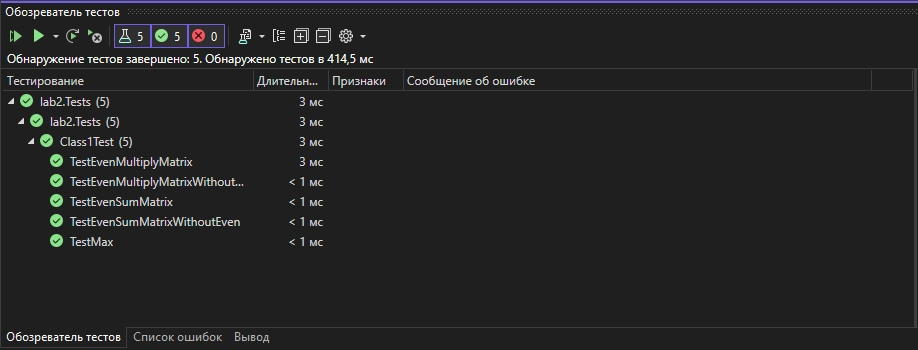 Обозреватель тестов
5 5 0
Обнаружение тестов завершено: 5. Обнаружено тестов в 414,5 мс
Тестирование Длительн... Признаки Сообщение об ошибке
lab2.Tests (5) 3 мс
lab2.Tests (5) 3 мс
Class1Test (5) 3 мс
TestEvenMultiplyMatrix 3 мс
TestEvenMultiplyMatrixWithout... < 1 мс
TestEvenSumMatrix < 1 мс
TestEvenSumMatrixWithoutEven < 1 мс
TestMax < 1 мс
Обозреватель тестов Список ошибок Вывод